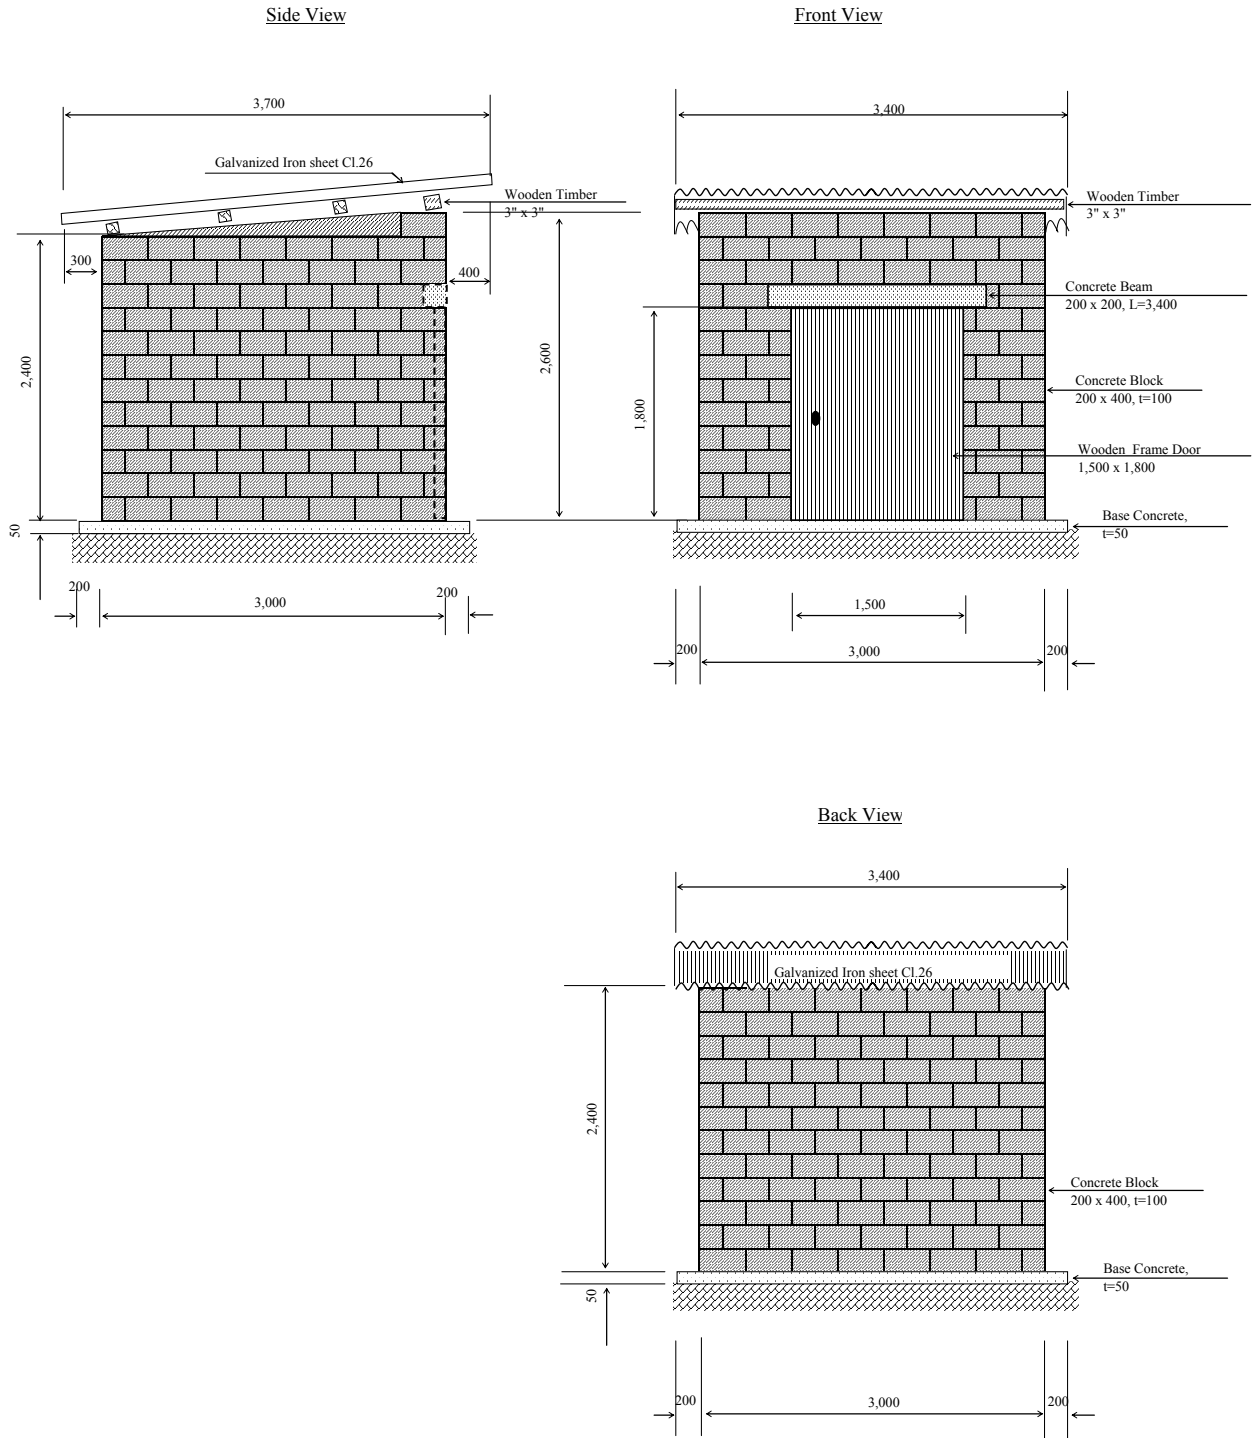 Side View
Front View
3,700
3,400
Galvanized Iron sheet Cl.26
Wooden Timber
3" x 3"
Wooden Timber
3" x 3"
300
400
Concrete Beam
200 x 200, L=3,400
2,400
2,600
1,800
Concrete Block
200 x 400, t=100
Wooden Frame Door
1,500 x 1,800
50
Base Concrete,
t=50
200
3,000
200
1,500
200
3,000
200
Back View
3,400
Galvanized Iron sheet Cl.26
2,400
Concrete Block
200 x 400, t=100
Base Concrete,
t=50
50
200
3,000
200